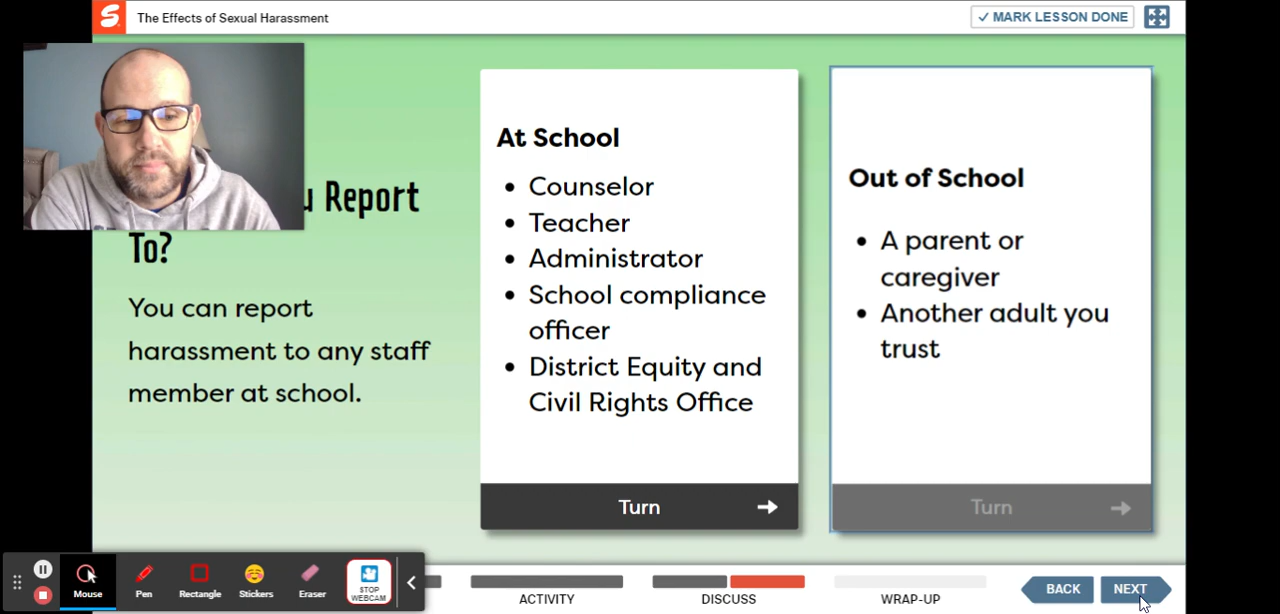 The Effects of Sexual Harassment
✓ MARK LESSON DONE
u Report
To?
You can report
harassment to any staff
member at school.
At School
• Counselor
• Teacher
• Administrator
• School compliance
officer
• District Equity and
Civil Rights Office
Turn
Out of School
• A parent or
caregiver
• Another adult you
trust
Turn
Mouse
Pen
Rectangle
Stickers
Eraser
STOP
WEBCAM
ACTIVITY
DISCUSS
WRAP-UP
BACK
NEXT